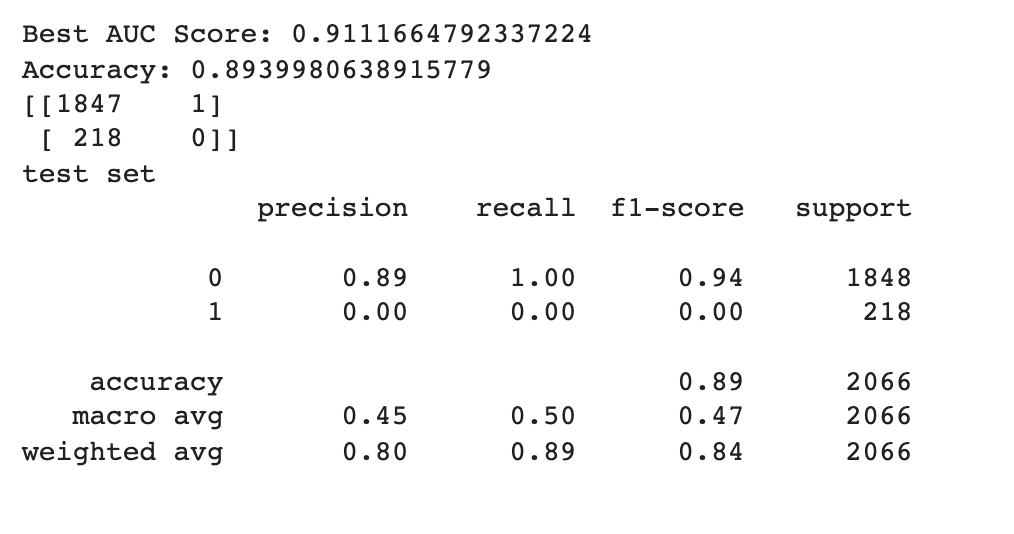 Best AUC Score: 0.9111664792337224
Accuracy: 0.8939980638915779
[[1847    1]
 [ 218    0]]
test set
              precision    recall  f1-score   support

           0       0.89      1.00      0.94      1848
           1       0.00      0.00      0.00       218

    accuracy                           0.89      2066
   macro avg       0.45      0.50      0.47      2066
weighted avg       0.80      0.89      0.84      2066